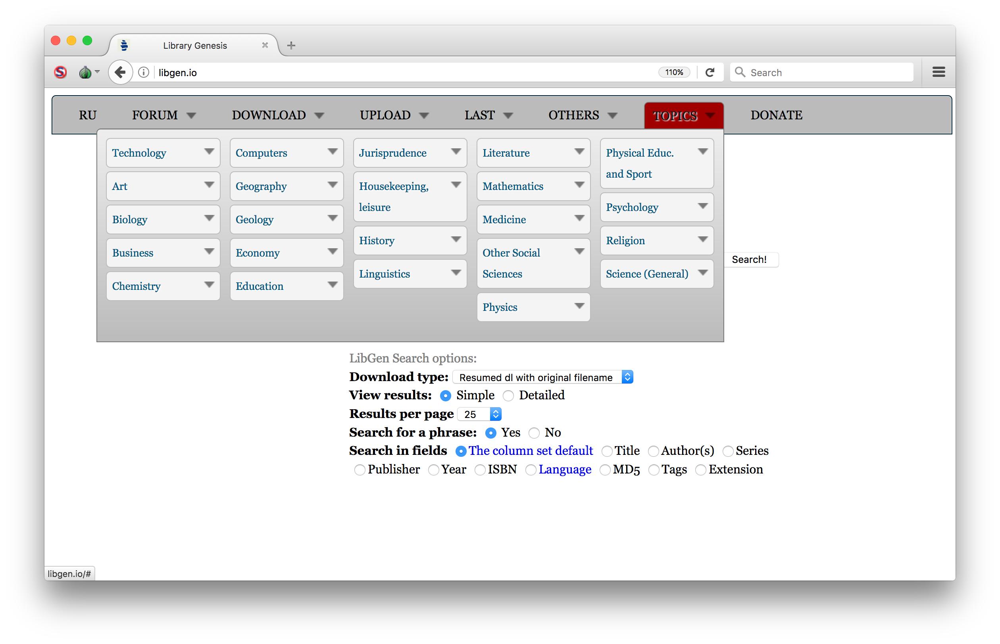 Library Genesis
libgen.io
110%
Search
RU FORUM DOWNLOAD UPLOAD LAST OTHERS TOPICS DONATE
Technology
Art
Biology
Business
Chemistry
Computers
Geography
Geology
Economy
Education
Jurisprudence
Housekeeping,
leisure
History
Linguistics
Literature
Mathematics
Medicine
Other Social
Sciences
Physics
Physical Educ.
and Sport
Psychology
Religion
Science (General)
Search!
LibGen Search options:
Download type: Resumed dl with original filename
View results: Simple Detailed
Results per page 25
Search for a phrase: Yes No
Search in fields The column set default Title Author(s) Series
Publisher Year ISBN Language MD5 Tags Extension
libgen.io/#